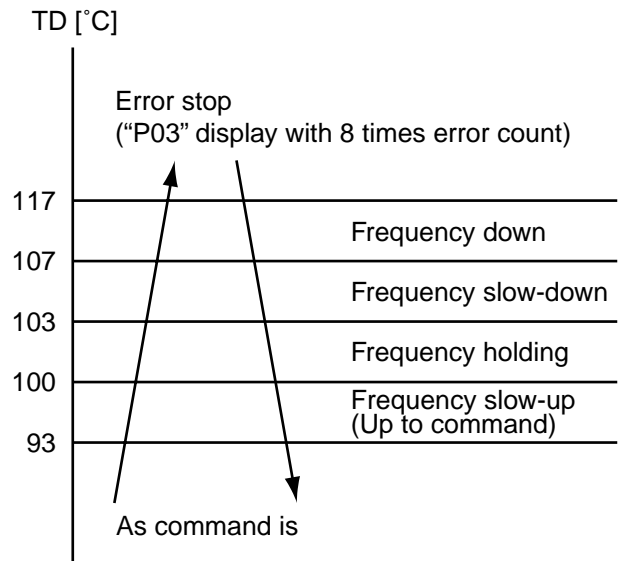 TD [˚C]
Error stop
(“P03” display with 8 times error count)
117
Frequency down
107
Frequency slow-down
103
Frequency holding
100
Frequency slow-up
(Up to command)
93
As command is